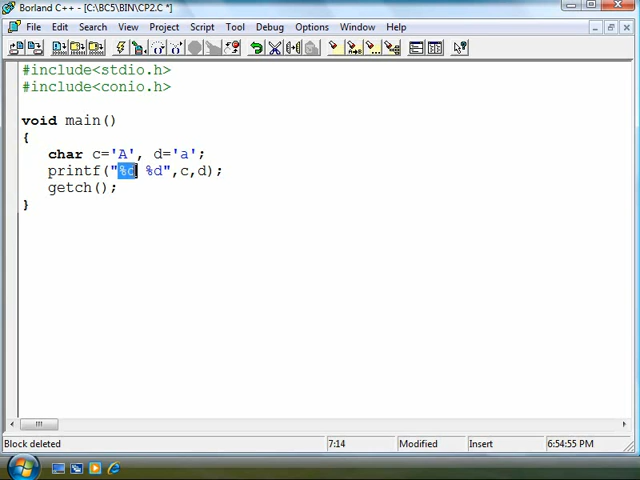 Borland C++ - [C:\BC5\BIN\CP2.C *]
File Edit Search View Project Script Tool Debug Options Window Help
#include<stdio.h>
#include<conio.h>
void main()
{
char c='A', d='a';
printf("%d %d",c,d);
getch();
}
Block deleted 7:14 Modified Insert 6:54:55 PM